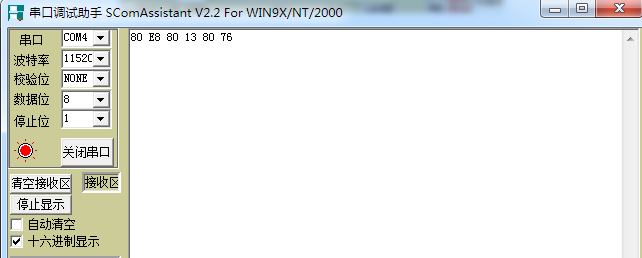 串口调试助手 SComAssistant V2.2 For WIN9X/NT/2000
串口 COM4
波特率 11520
校验位 NONE
数据位 8
停止位 1
关闭串口
清空接收区 接收区
停止显示
自动清空
十六进制显示
80 E8 80 13 80 76